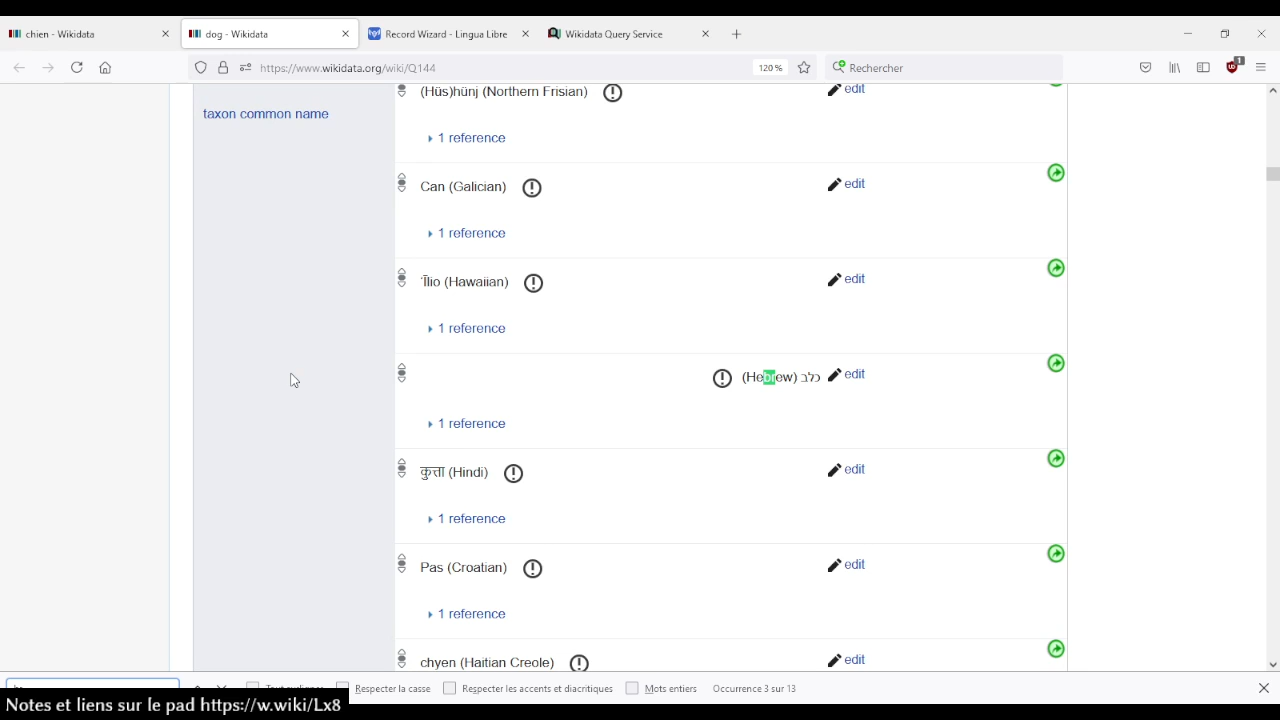 chien - Wikidata
dog - Wikidata
Record Wizard - Lingua Libre
Wikidata Query Service
https://www.wikidata.org/wiki/Q144
120 %
Rechercher
1
taxon common name
(Hüs)hünj (Northern Frisian)
edit
1 reference
Can (Galician)
edit
1 reference
ʻĪlio (Hawaiian)
edit
1 reference
כלב (Hebrew)
edit
1 reference
कुत्ता (Hindi)
edit
1 reference
Pas (Croatian)
edit
1 reference
chyen (Haitian Creole)
edit
Respecter la casse
Respecter les accents et diacritiques
Mots entiers
Occurrence 3 sur 13
Notes et liens sur le pad https://w.wiki/Lx8